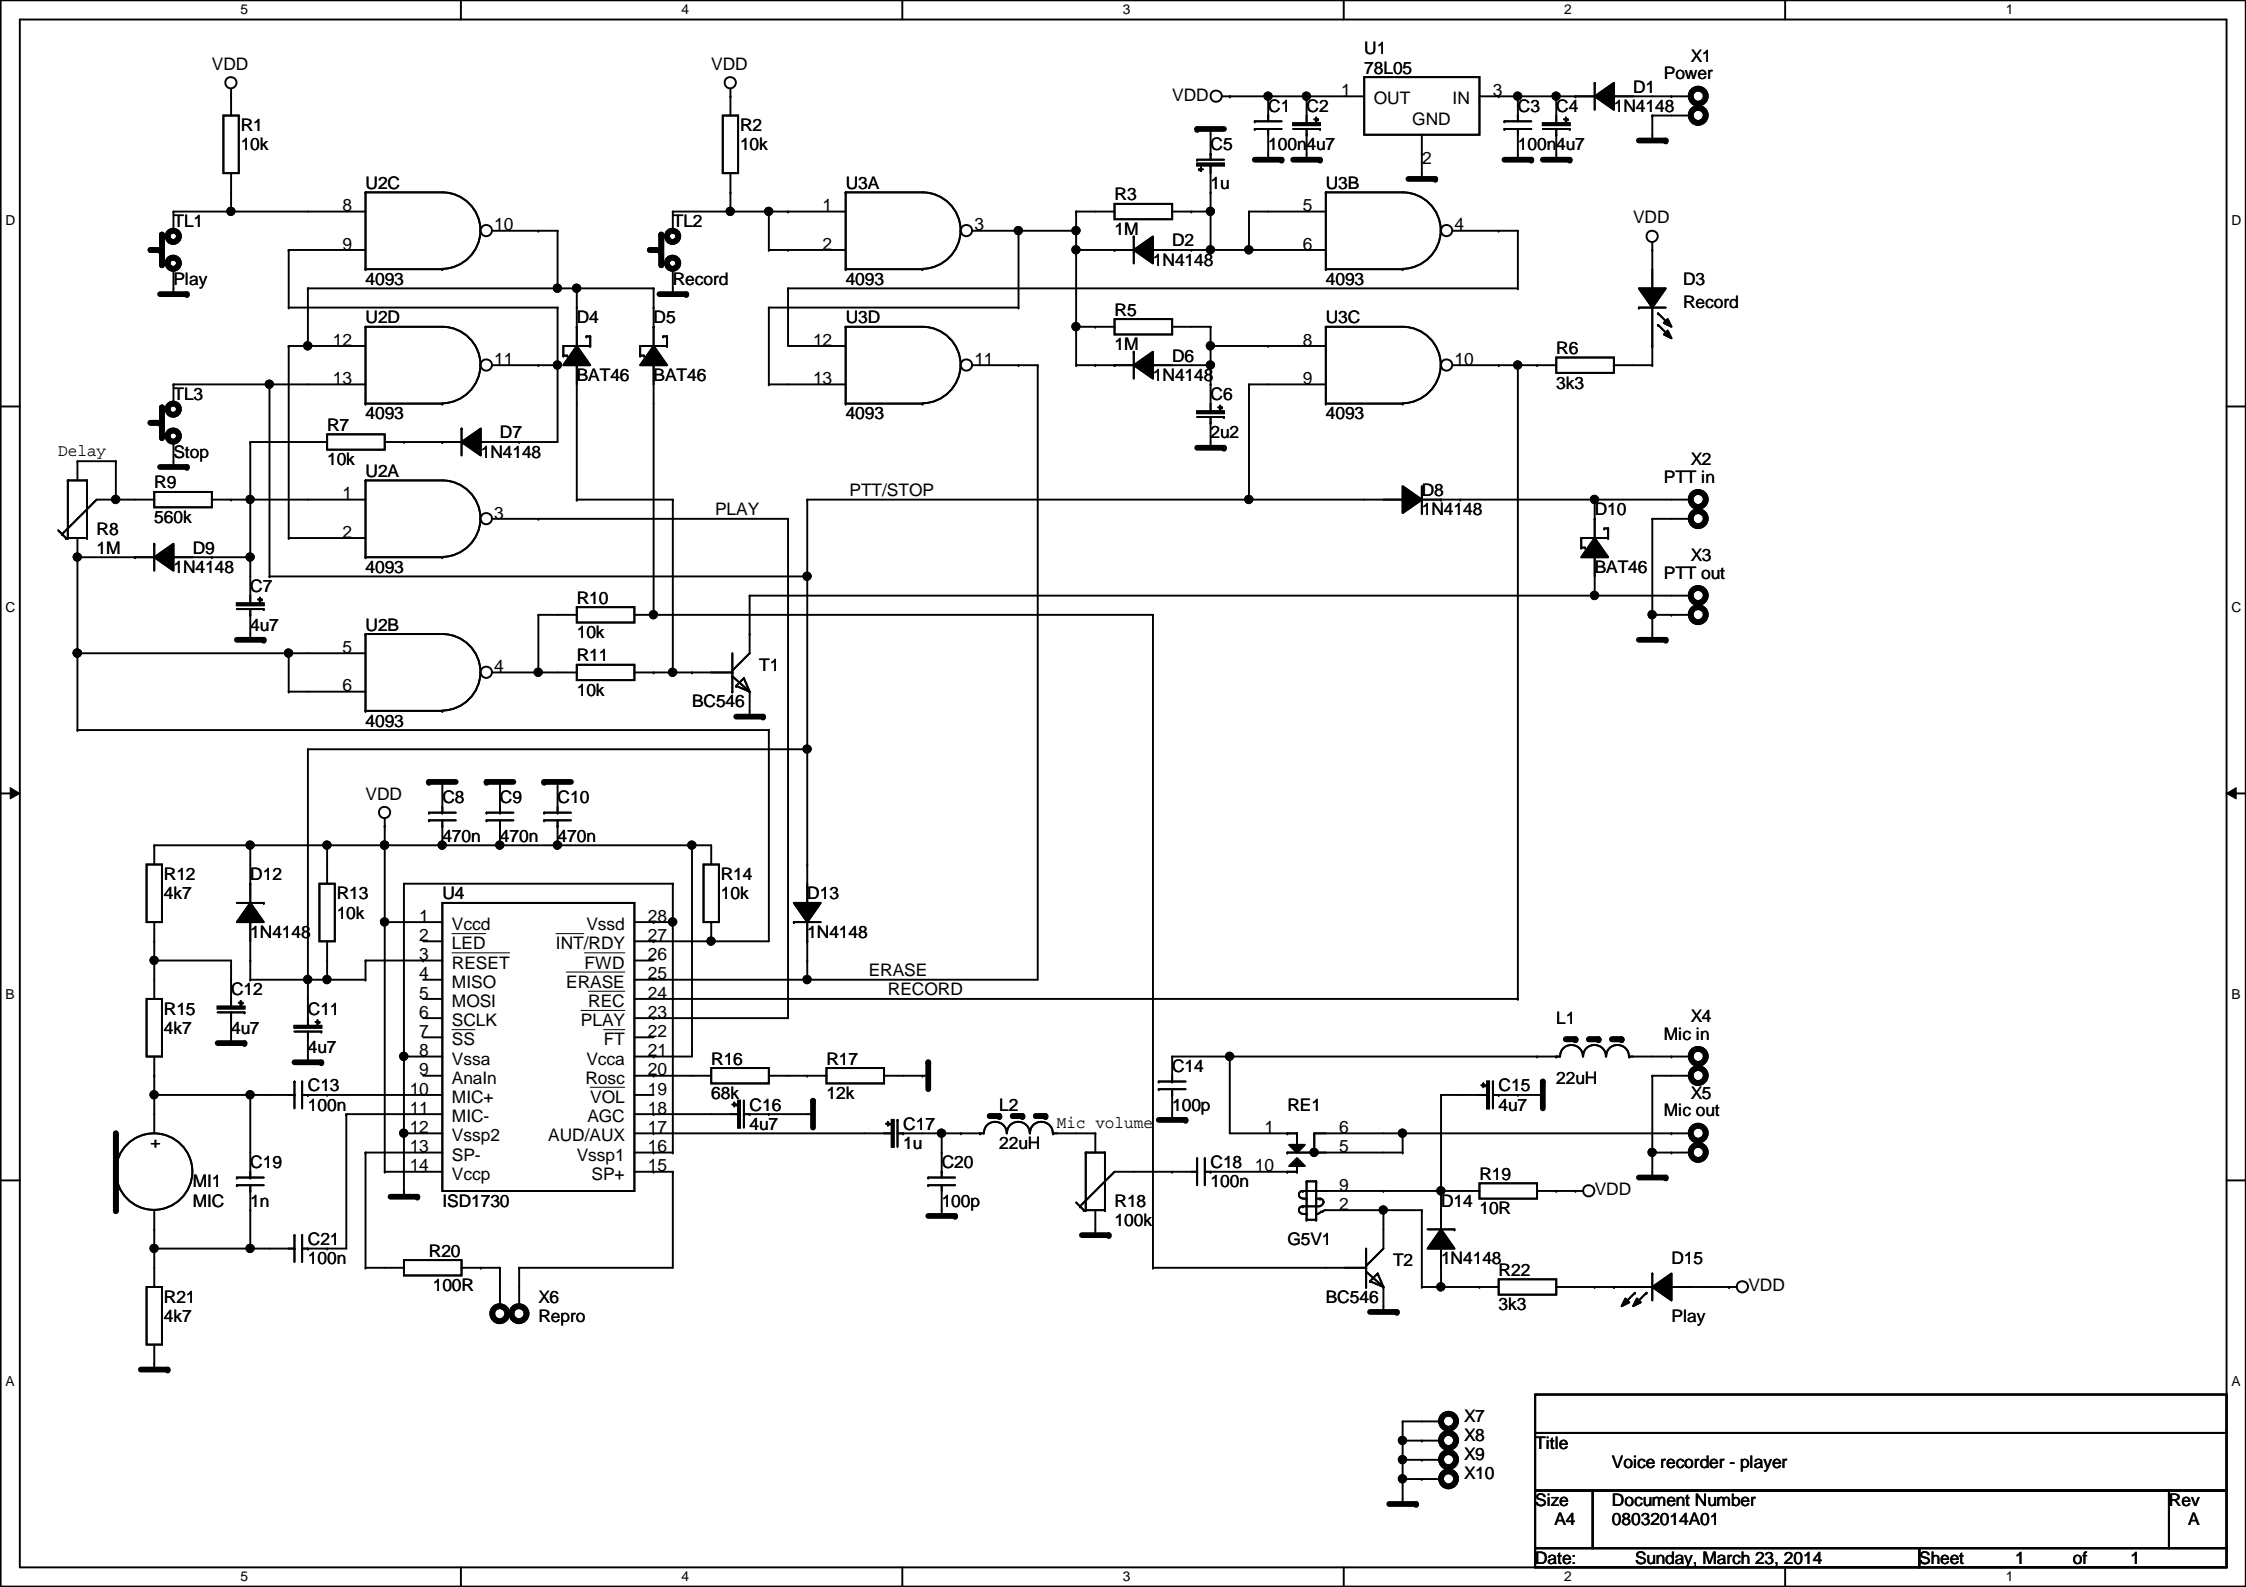 5
4
3
2
1
D
C
B
A
D
C
B
A
VDD
R1
10k
TL1
Play
U2C
8
9
10
4093
U2D
12
13
11
4093
TL3
Stop
R7
10k
D7
1N4148
Delay
R9
560k
R8
1M
D9
1N4148
C7
4u7
U2A
1
2
3
4093
PLAY
U2B
5
6
4
4093
D4
BAT46
D5
BAT46
R10
10k
R11
10k
T1
BC546
VDD
R2
10k
TL2
Record
U3A
1
2
3
4093
U3D
12
13
11
4093
R3
1M
D2
1N4148
C5
1u
U3B
5
6
4
4093
R5
1M
D6
1N4148
C6
2u2
U3C
8
9
10
4093
VDD
C1
100n
C2
4u7
U1
78L05
1
OUT
IN
3
GND
2
C3
100n
C4
4u7
D1
1N4148
X1
Power
VDD
D3
Record
R6
3k3
PTT/STOP
D8
1N4148
D10
BAT46
X2
PTT in
X3
PTT out
VDD
C8
470n
C9
470n
C10
470n
R12
4k7
D12
1N4148
R13
10k
R14
10k
D13
1N4148
R15
4k7
C12
4u7
C11
4u7
C13
100n
MI1
MIC
+
C19
1n
C21
100n
R21
4k7
U4
1 Vccd
2 LED
3 RESET
4 MISO
5 MOSI
6 SCLK
7 SS
8 Vssa
9 AnaIn
10 MIC+
11 MIC-
12 Vssp2
13 SP-
14 Vccp
Vssd 28
INT/RDY 27
FWD 26
ERASE 25
REC 24
PLAY 23
FT 22
Vcca 21
Rosc 20
VOL 19
AGC 18
AUD/AUX 17
Vssp1 16
SP+ 15
ISD1730
ERASE
RECORD
R16
68k
R17
12k
C16
4u7
C17
1u
L2
22uH
Mic volume
C20
100p
R18
100k
R20
100R
X6
Repro
C14
100p
L1
22uH
X4
Mic in
X5
Mic out
C15
4u7
RE1
1
6
5
10
9
2
G5V1
C18
100n
R19
10R
VDD
D14
1N4148
T2
BC546
R22
3k3
D15
Play
VDD
X7
X8
X9
X10
Title
Voice recorder - player
Size
A4
Document Number
08032014A01
Rev
A
Date:
Sunday, March 23, 2014
Sheet 1 of 1
5
4
3
2
1